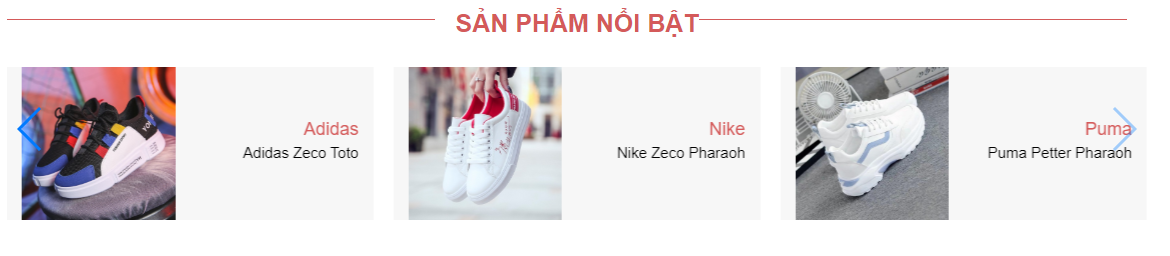 SẢN PHẨM NỔI BẬT
Adidas
Adidas Zeco Toto
Nike
Nike Zeco Pharaoh
Puma
Puma Petter Pharaoh